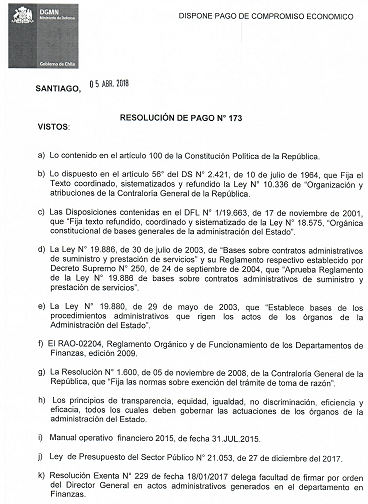 DGMN
Ministerio de Defensa
Gobierno de Chile
DISPONE PAGO DE COMPROMISO ECONOMICO
SANTIAGO, 05 ABR. 2018
RESOLUCIÓN DE PAGO N° 173
VISTOS:
a) Lo contenido en el artículo 100 de la Constitución Política de la República.
b) Lo dispuesto en el artículo 56° del DS N° 2.421, de 10 de julio de 1964, que Fija el
Texto coordinado, sistematizados y refundido la Ley N° 10.336 de "Organización y
atribuciones de la Contraloría General de la República.
c) Las Disposiciones contenidas en el DFL N° 1/19.663, de 17 de noviembre de 2001,
que "Fija texto refundido, coordinado y sistematizado de la Ley N° 18.575, "Orgánica
constitucional de bases generales de la administración del Estado".
d) La Ley N° 19.886, de 30 de julio de 2003, de "Bases sobre contratos administrativos
de suministro y prestación de servicios" y su Reglamento respectivo establecido por
Decreto Supremo N° 250, de 24 de septiembre de 2004, que "Aprueba Reglamento
de la Ley N° 19.886 de bases sobre contratos administrativos de suministro y
prestación de servicios".
e) La Ley N° 19.880, de 29 de mayo de 2003, que "Establece bases de los
procedimientos administrativos que rigen los actos de los órganos de la
Administración del Estado".
f) El RAO-02204, Reglamento Orgánico y de Funcionamiento de los Departamentos de
Finanzas, edición 2009.
g) La Resolución N° 1.600, de 05 de noviembre de 2008, de la Contraloría General de la
República, que "Fija las normas sobre exención del trámite de toma de razón".
h) Los principios de transparencia, equidad, igualdad, no discriminación, eficiencia y
eficacia, todos los cuales deben gobernar las actuaciones de los órganos de la
administración del Estado.
i) Manual operativo financiero 2015, de fecha 31.JUL.2015.
j) Ley de Presupuesto del Sector Público N° 21.053, de 27 de diciembre del 2017.
k) Resolución Exenta N° 229 de fecha 18/01/2017 delega facultad de firmar por orden
del Director General en actos administrativos generados en el departamento en
Finanzas.